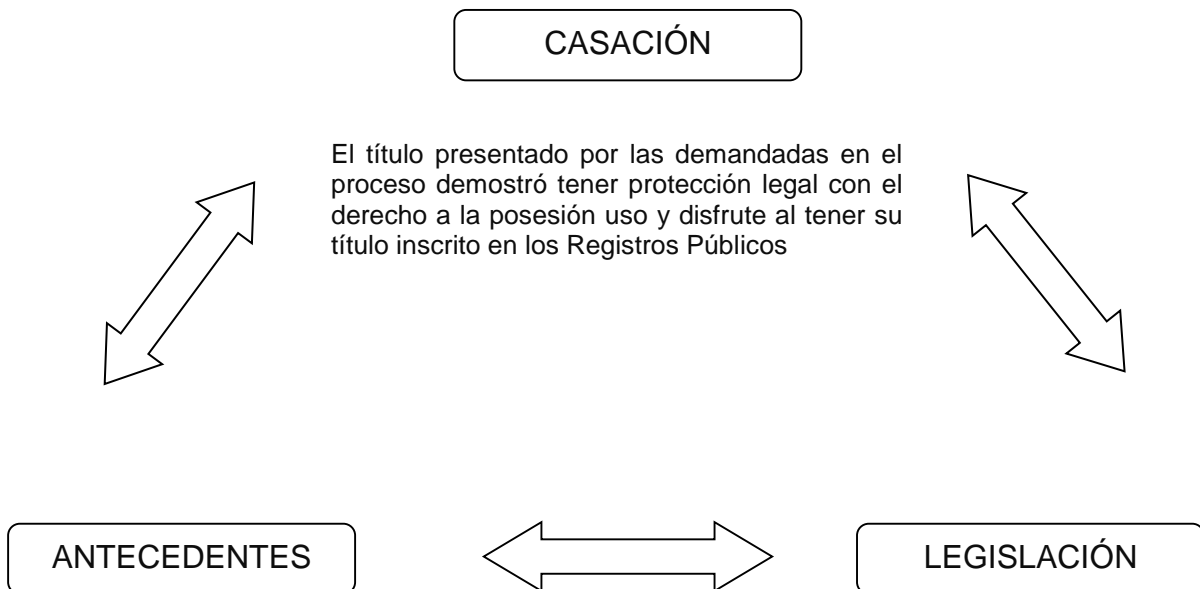 CASACIÓN
El título presentado por las demandadas en el
proceso demostró tener protección legal con el
derecho a la posesión uso y disfrute al tener su
título inscrito en los Registros Públicos
ANTECEDENTES
LEGISLACIÓN